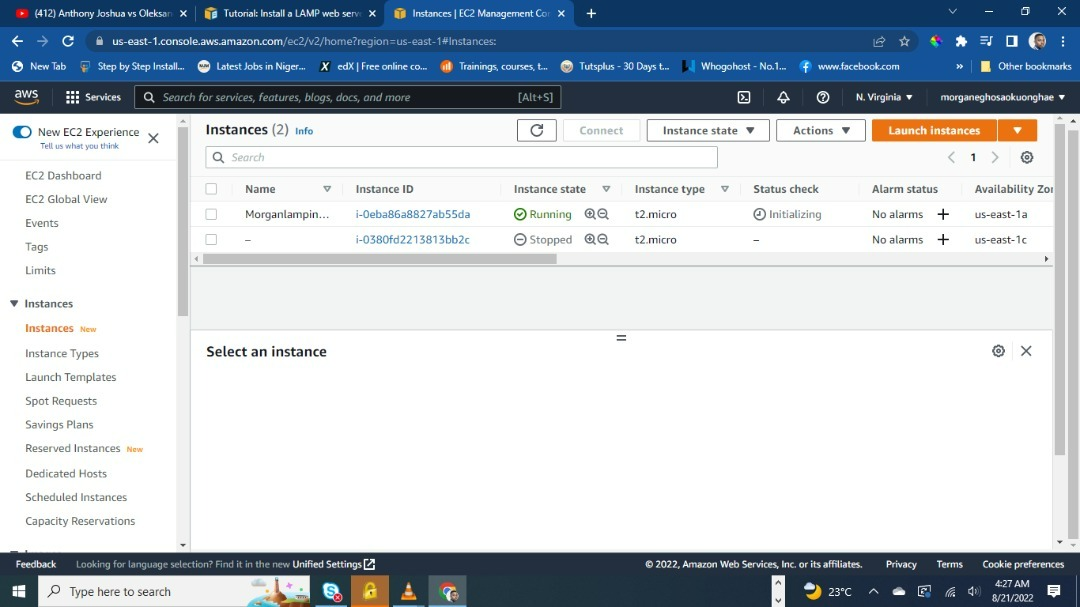 (412) Anthony Joshua vs Oleksan
Tutorial: Install a LAMP web serv
Instances | EC2 Management Co
us-east-1.console.aws.amazon.com/ec2/v2/home?region=us-east-1#Instances:
New Tab
Step by Step Install...
Latest Jobs in Niger...
edX | Free online co...
Trainings, courses, t...
Tutsplus - 30 Days t...
Whogohost - No.1...
www.facebook.com
»
Other bookmarks
aws
Services
Search for services, features, blogs, docs, and more
[Alt+S]
N. Virginia
morganeghosaokuonghae
New EC2 Experience
Tell us what you think
EC2 Dashboard
EC2 Global View
Events
Tags
Limits
Instances
Instances New
Instance Types
Launch Templates
Spot Requests
Savings Plans
Reserved Instances New
Dedicated Hosts
Scheduled Instances
Capacity Reservations
Instances (2) Info
Connect
Instance state
Actions
Launch instances
Search
1
Name Instance ID Instance state Instance type Status check Alarm status Availability Zon
Morganlampin... i-0eba86a8827ab55da Running t2.micro Initializing No alarms + us-east-1a
– i-0380fd2213813bb2c Stopped t2.micro – No alarms + us-east-1c
Select an instance
Feedback
Looking for language selection? Find it in the new Unified Settings
© 2022, Amazon Web Services, Inc. or its affiliates.
Privacy
Terms
Cookie preferences
Type here to search
23°C
4:27 AM
8/21/2022